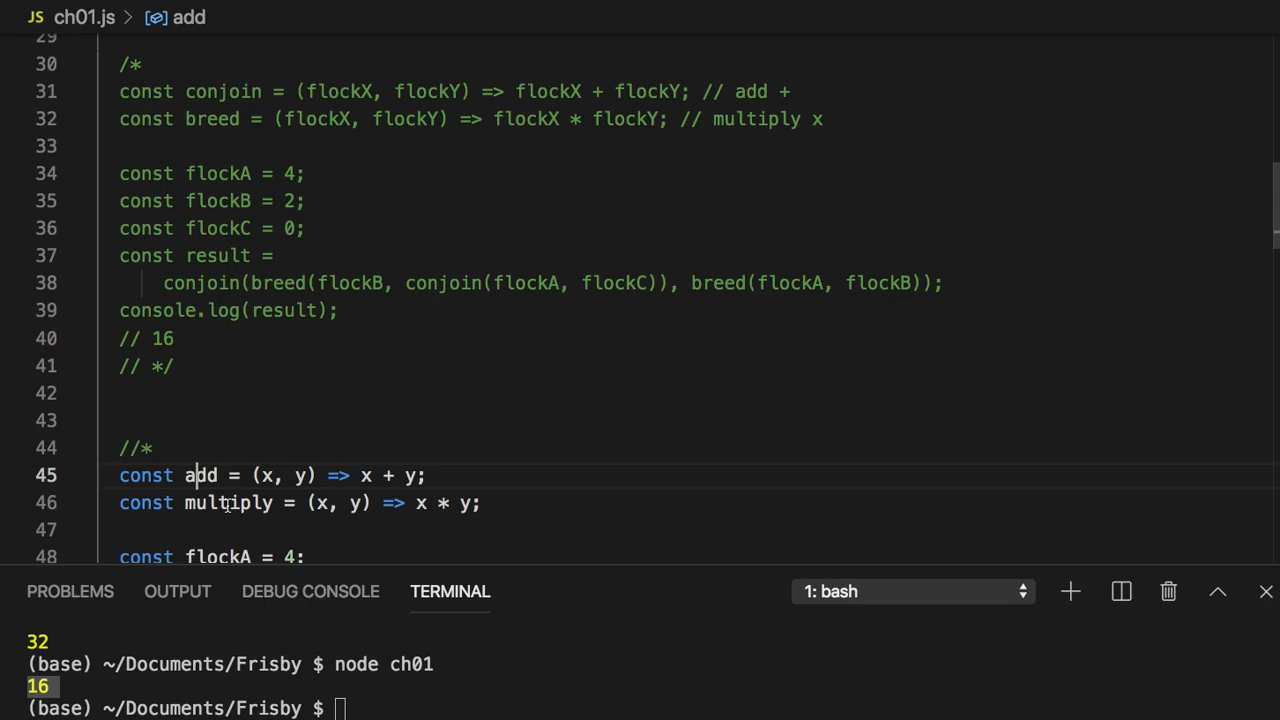 JS ch01.js > add
29
30 /*
31 const conjoin = (flockX, flockY) => flockX + flockY; // add +
32 const breed = (flockX, flockY) => flockX * flockY; // multiply x
33
34 const flockA = 4;
35 const flockB = 2;
36 const flockC = 0;
37 const result =
38 conjoin(breed(flockB, conjoin(flockA, flockC)), breed(flockA, flockB));
39 console.log(result);
40 // 16
41 // */
42
43
44 //*
45 const add = (x, y) => x + y;
46 const multiply = (x, y) => x * y;
47
48 const flockA = 4;
PROBLEMS OUTPUT DEBUG CONSOLE TERMINAL 1: bash
32
(base) ~/Documents/Frisby $ node ch01
16
(base) ~/Documents/Frisby $